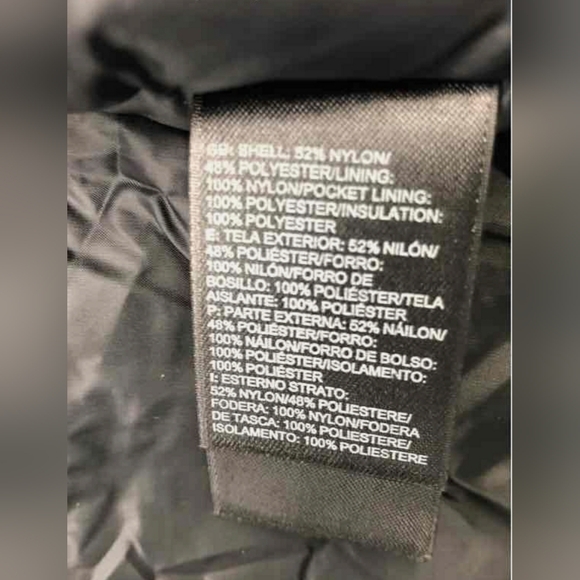 GB: SHELL: 52% NYLON/
48% POLYESTER/LINING:
100% NYLON/POCKET LINING:
100% POLYESTER/INSULATION:
100% POLYESTER
E: TELA EXTERIOR: 52% NILÓN/
48% POLIÉSTER/FORRO:
100% NILÓN/FORRO DE
BOSILLO: 100% POLIÉSTER/TELA
AISLANTE: 100% POLIÉSTER
P: PARTE EXTERNA: 52% NÁILON/
48% POLIÉSTER/FORRO:
100% NÁILON/FORRO DE BOLSO:
100% POLIÉSTER/ISOLAMENTO:
100% POLIÉSTER
I: ESTERNO STRATO:
52% NYLON/48% POLIESTERE/
FODERA: 100% NYLON/FODERA
DE TASCA: 100% POLIESTERE/
ISOLAMENTO: 100% POLIESTERE